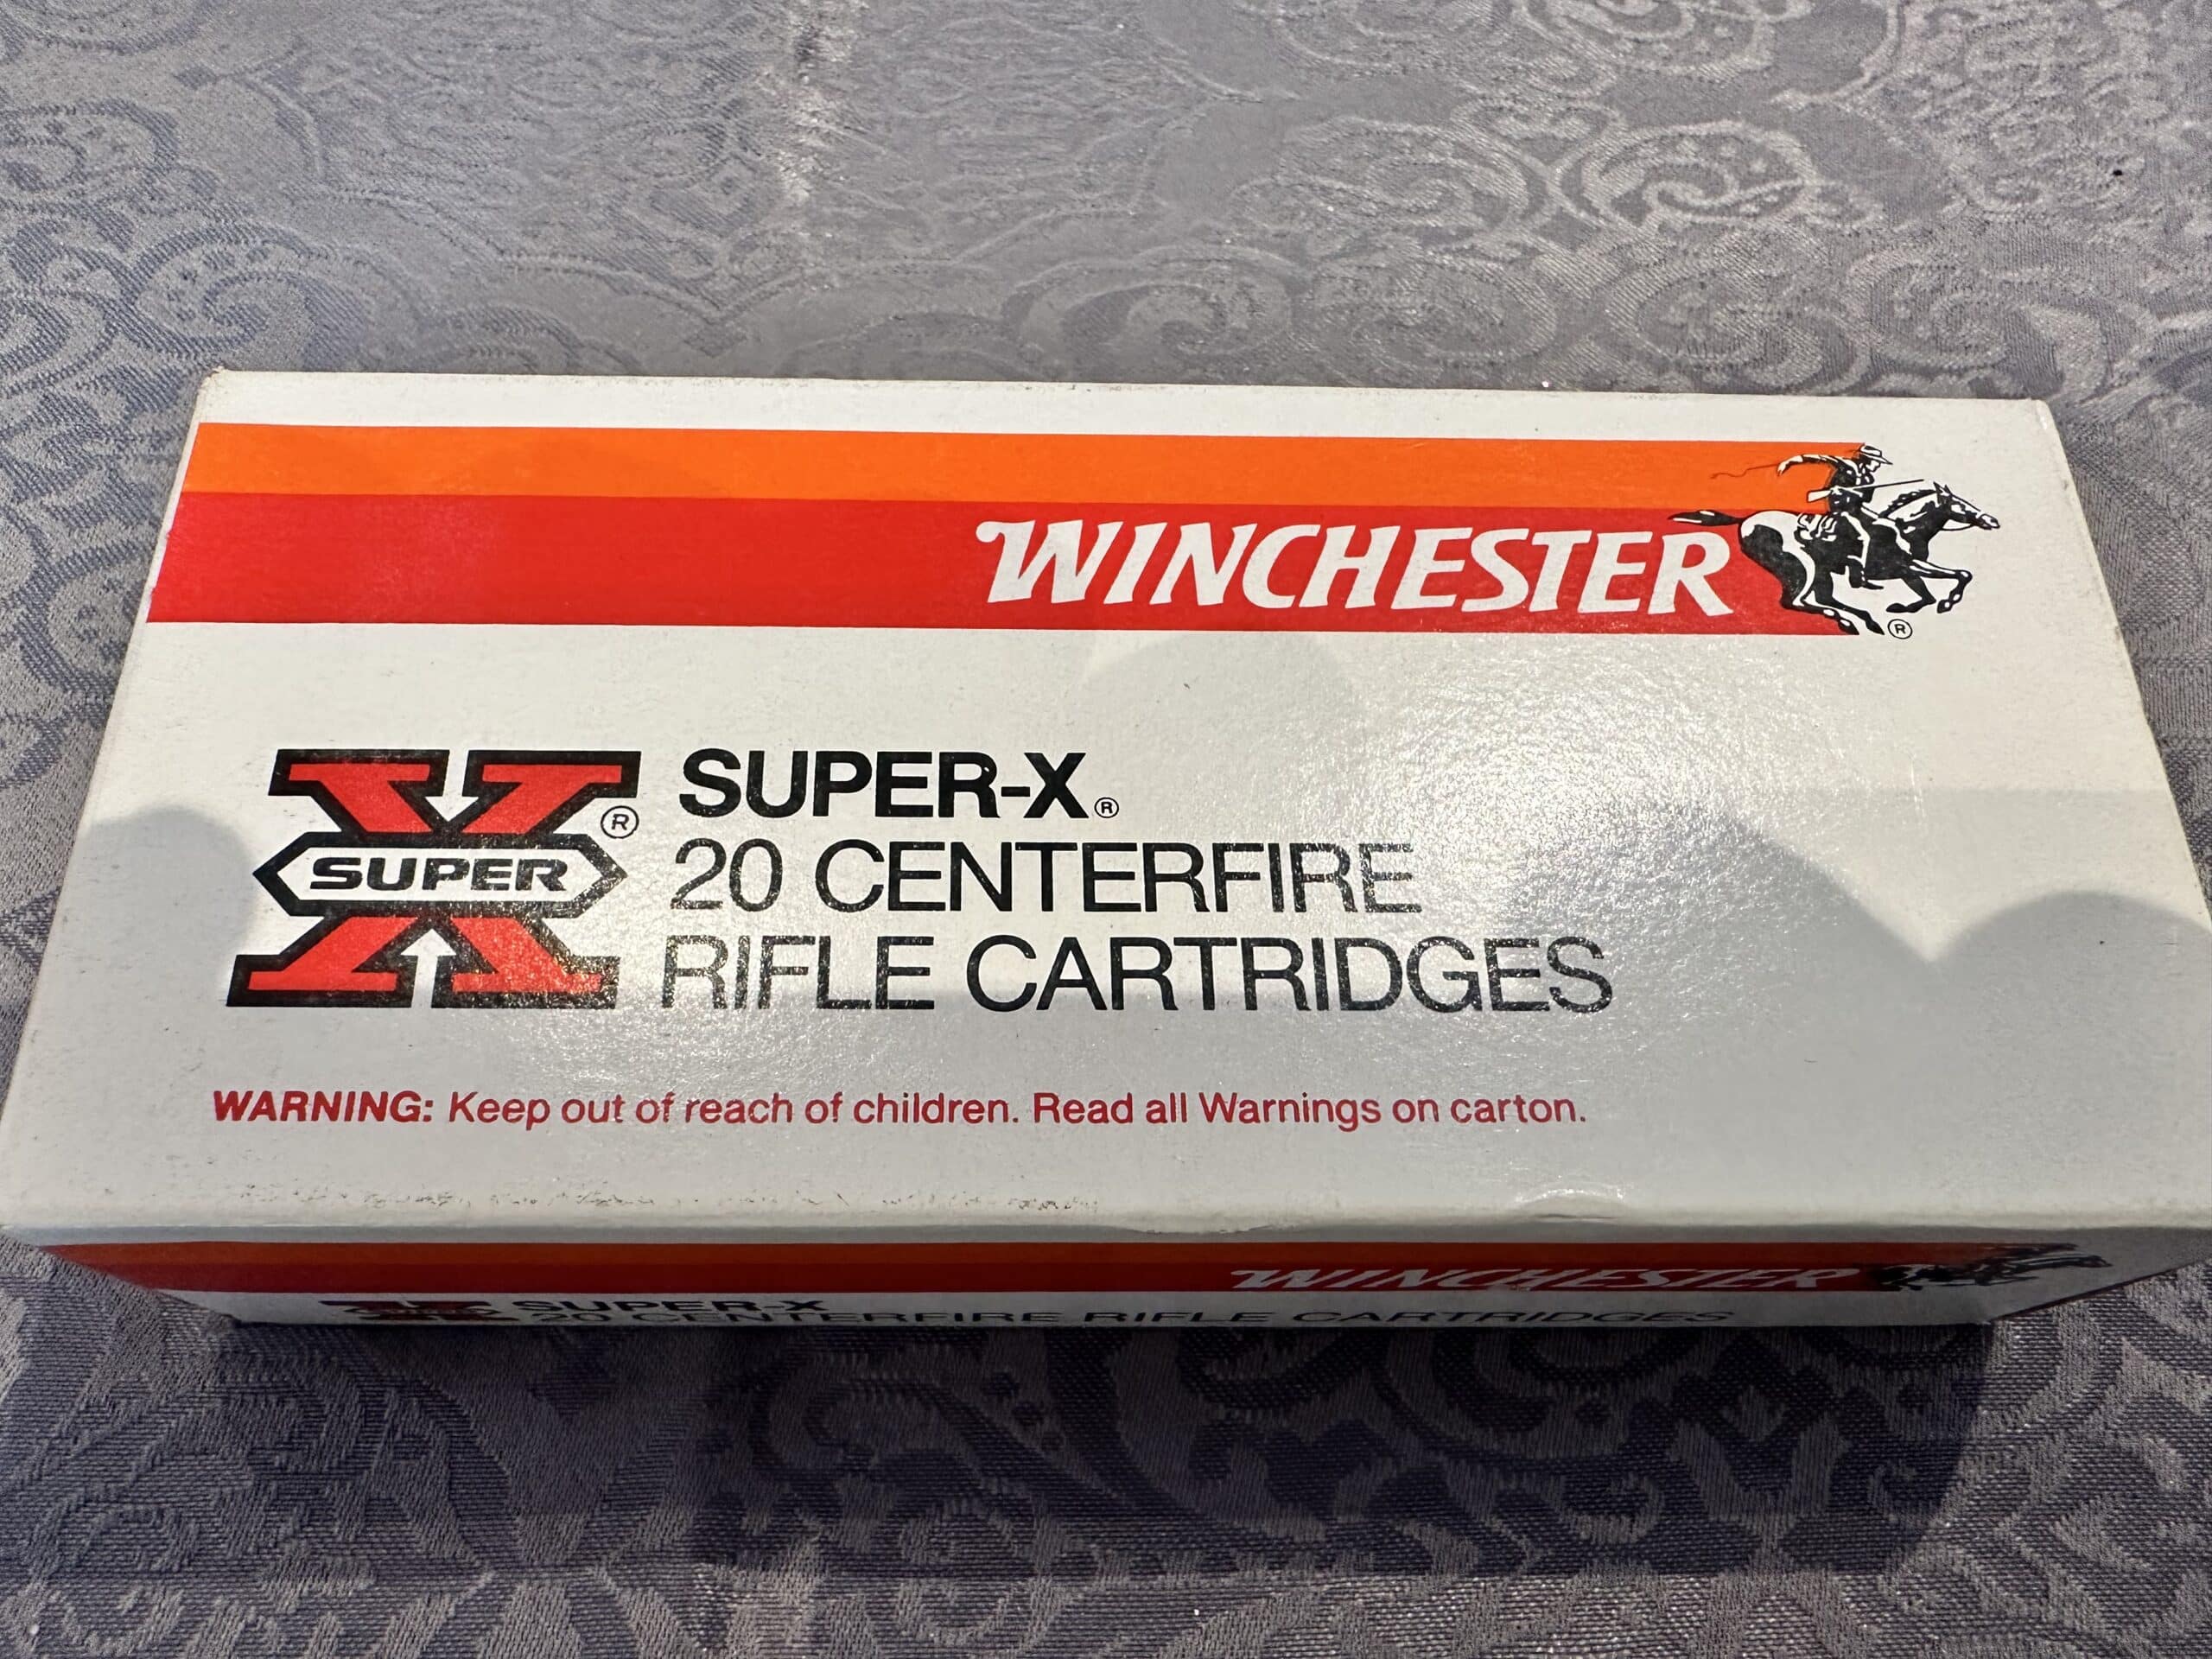 WINCHESTER
®
SUPER
®
SUPER-X®
20 CENTERFIRE
RIFLE CARTRIDGES
WARNING: Keep out of reach of children. Read all Warnings on carton.
WINCHESTER
SUPER-X
20 CENTERFIRE RIFLE CARTRIDGES